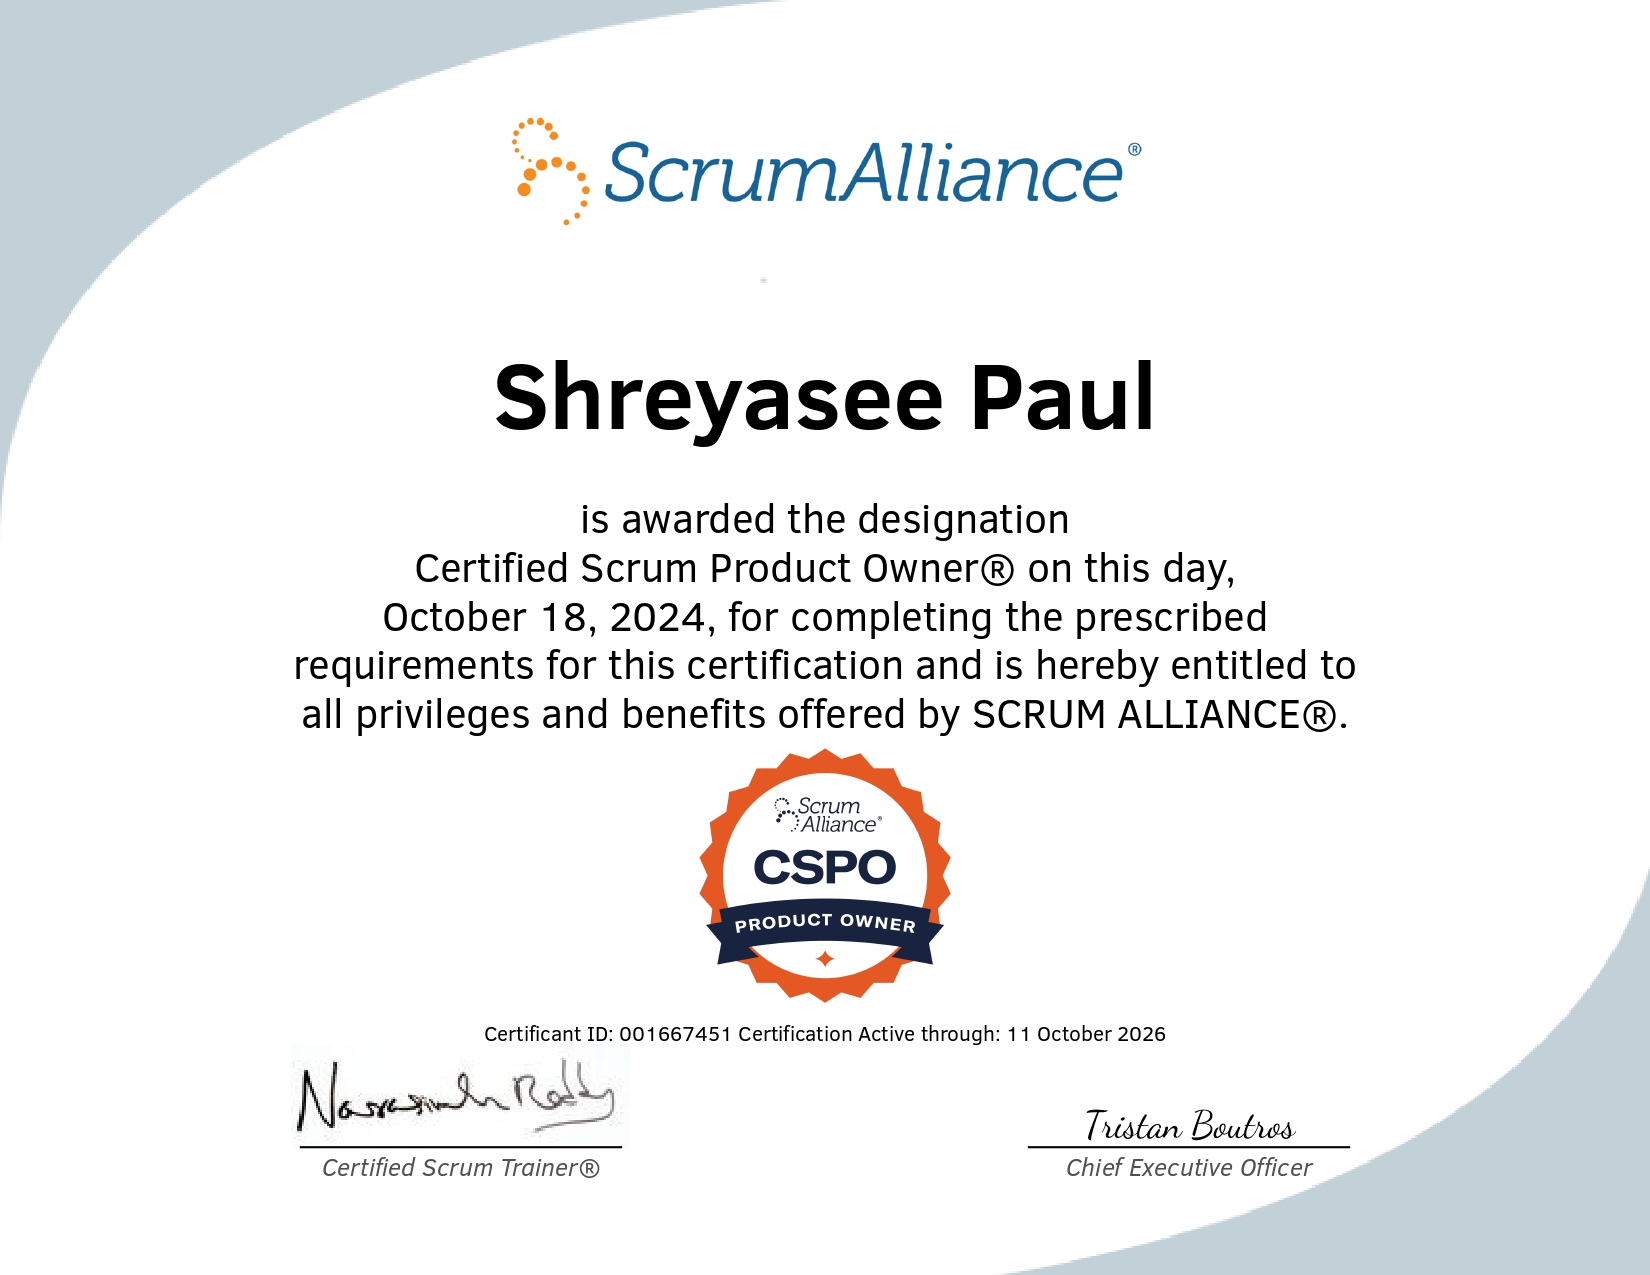 ScrumAlliance®
Shreyasee Paul
is awarded the designation
Certified Scrum Product Owner® on this day,
October 18, 2024, for completing the prescribed
requirements for this certification and is hereby entitled to
all privileges and benefits offered by SCRUM ALLIANCE®.
Scrum
Alliance®
CSPO
PRODUCT OWNER
Certificant ID: 001667451 Certification Active through: 11 October 2026
Reddy
Tristan Boutros
Certified Scrum Trainer®
Chief Executive Officer